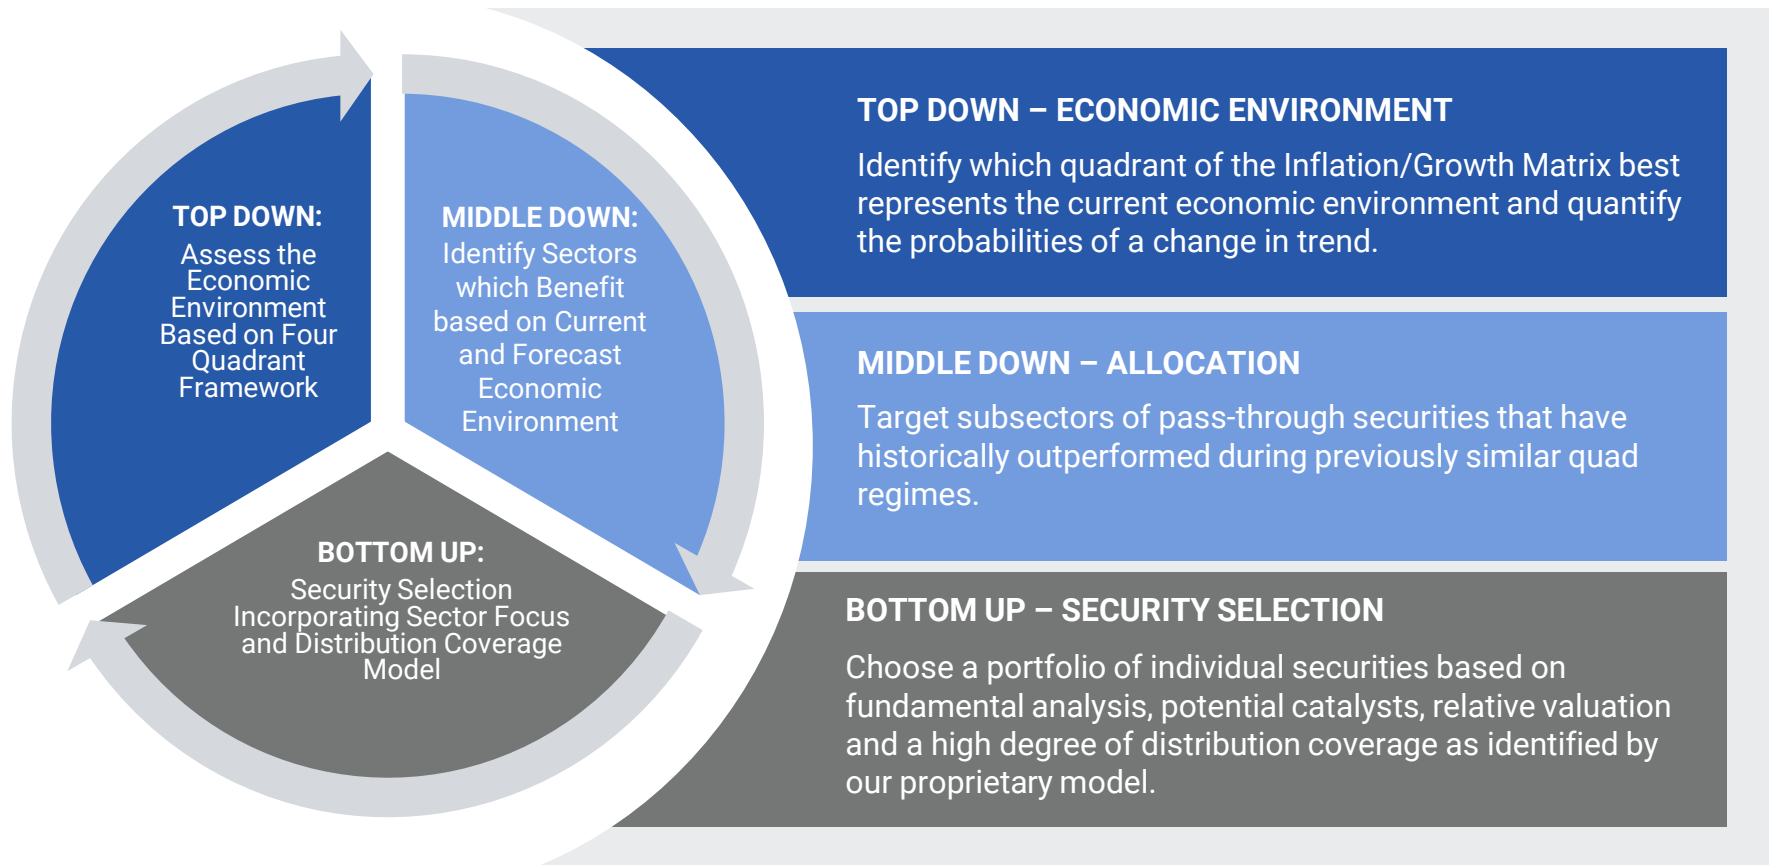 TOP DOWN:
Assess the
Economic
Environment
Based on Four
Quadrant
Framework
MIDDLE DOWN:
Identify Sectors
which Benefit
based on Current
and Forecast
Economic
Environment
BOTTOM UP:
Security Selection
Incorporating Sector Focus
and Distribution Coverage
Model
TOP DOWN – ECONOMIC ENVIRONMENT
Identify which quadrant of the Inflation/Growth Matrix best
represents the current economic environment and quantify
the probabilities of a change in trend.
MIDDLE DOWN – ALLOCATION
Target subsectors of pass-through securities that have
historically outperformed during previously similar quad
regimes.
BOTTOM UP – SECURITY SELECTION
Choose a portfolio of individual securities based on
fundamental analysis, potential catalysts, relative valuation
and a high degree of distribution coverage as identified by
our proprietary model.